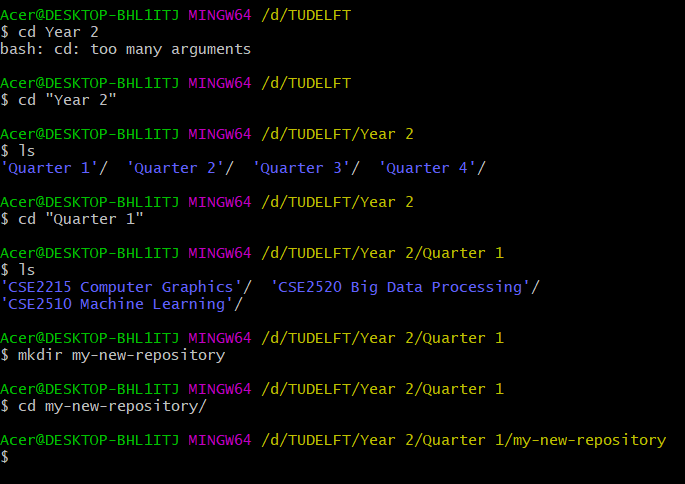 Acer@DESKTOP-BHL1ITJ MINGW64 /d/TUDELFT
$ cd Year 2
bash: cd: too many arguments
Acer@DESKTOP-BHL1ITJ MINGW64 /d/TUDELFT
$ cd "Year 2"
Acer@DESKTOP-BHL1ITJ MINGW64 /d/TUDELFT/Year 2
$ ls
'Quarter 1'/  'Quarter 2'/  'Quarter 3'/  'Quarter 4'/
Acer@DESKTOP-BHL1ITJ MINGW64 /d/TUDELFT/Year 2
$ cd "Quarter 1"
Acer@DESKTOP-BHL1ITJ MINGW64 /d/TUDELFT/Year 2/Quarter 1
$ ls
'CSE2215 Computer Graphics'/  'CSE2520 Big Data Processing'/
'CSE2510 Machine Learning'/
Acer@DESKTOP-BHL1ITJ MINGW64 /d/TUDELFT/Year 2/Quarter 1
$ mkdir my-new-repository
Acer@DESKTOP-BHL1ITJ MINGW64 /d/TUDELFT/Year 2/Quarter 1
$ cd my-new-repository/
Acer@DESKTOP-BHL1ITJ MINGW64 /d/TUDELFT/Year 2/Quarter 1/my-new-repository
$